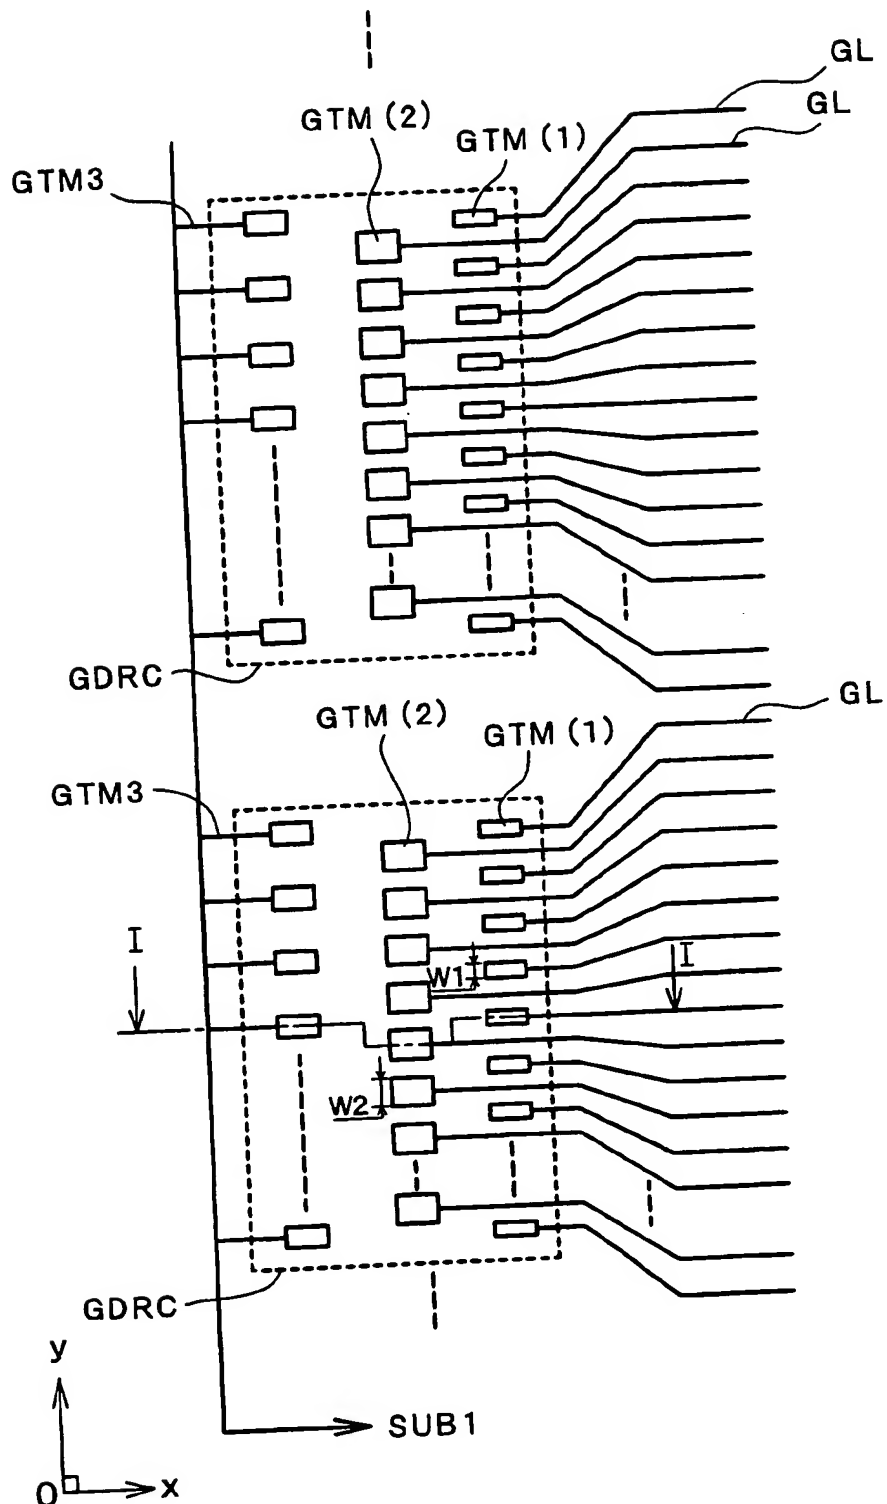 GL
GL
GTM (2)
GTM (1)
GTM3
GDRC
GL
GTM (2)
GTM (1)
GTM3
I
I
W1
W2
GDRC
y
SUB1
O
x